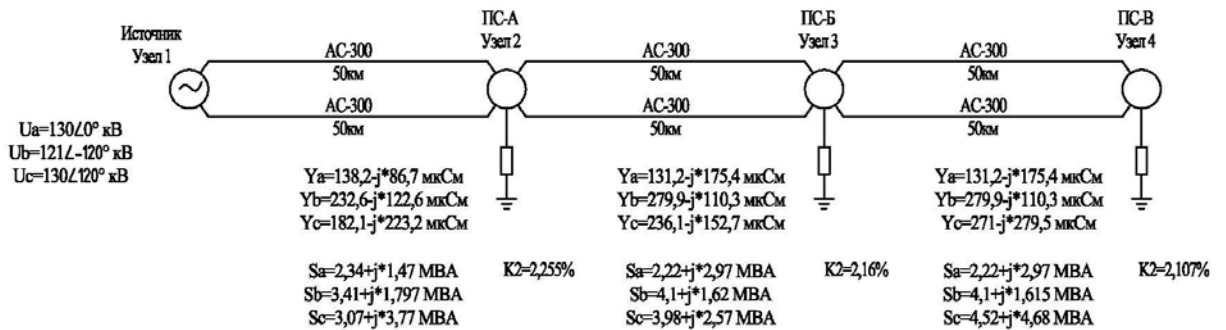 Источник
Узел 1
ПС-А
Узел 2
ПС-Б
Узел 3
ПС-В
Узел 4
АС-300
50км
АС-300
50км
АС-300
50км
АС-300
50км
АС-300
50км
АС-300
50км
Ua=130∠0° кВ
Ub=121∠-120° кВ
Uc=130∠120° кВ
Ya=138,2-j*86,7 мкСм
Yb=232,6-j*122,6 мкСм
Yc=182,1-j*223,2 мкСм
Ya=131,2-j*175,4 мкСм
Yb=279,9-j*110,3 мкСм
Yc=236,1-j*152,7 мкСм
Ya=131,2-j*175,4 мкСм
Yb=279,9-j*110,3 мкСм
Yc=271-j*279,5 мкСм
Sa=2,34+j*1,47 МВА
Sb=3,41+j*1,797 МВА
Sc=3,07+j*3,77 МВА
K2=2,255%
Sa=2,22+j*2,97 МВА
Sb=4,1+j*1,62 МВА
Sc=3,98+j*2,57 МВА
K2=2,16%
Sa=2,22+j*2,97 МВА
Sb=4,1+j*1,615 МВА
Sc=4,52+j*4,68 МВА
K2=2,107%